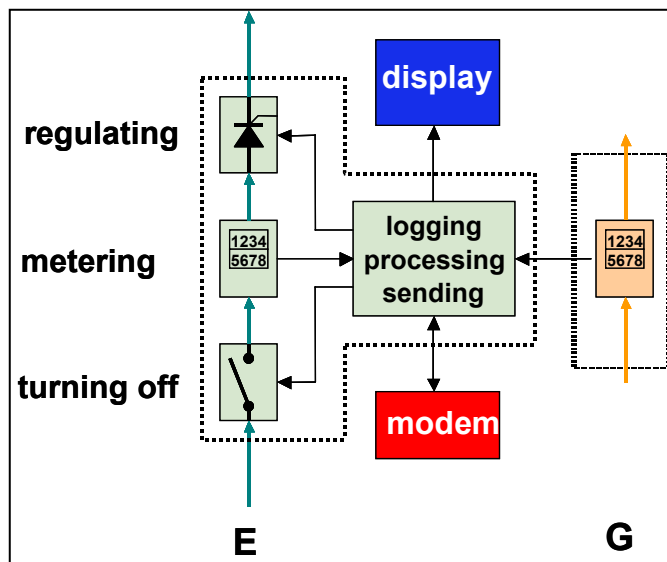 display
regulating
logging
processing
sending
metering
1234
5678
1234
5678
turning off
modem
E
G